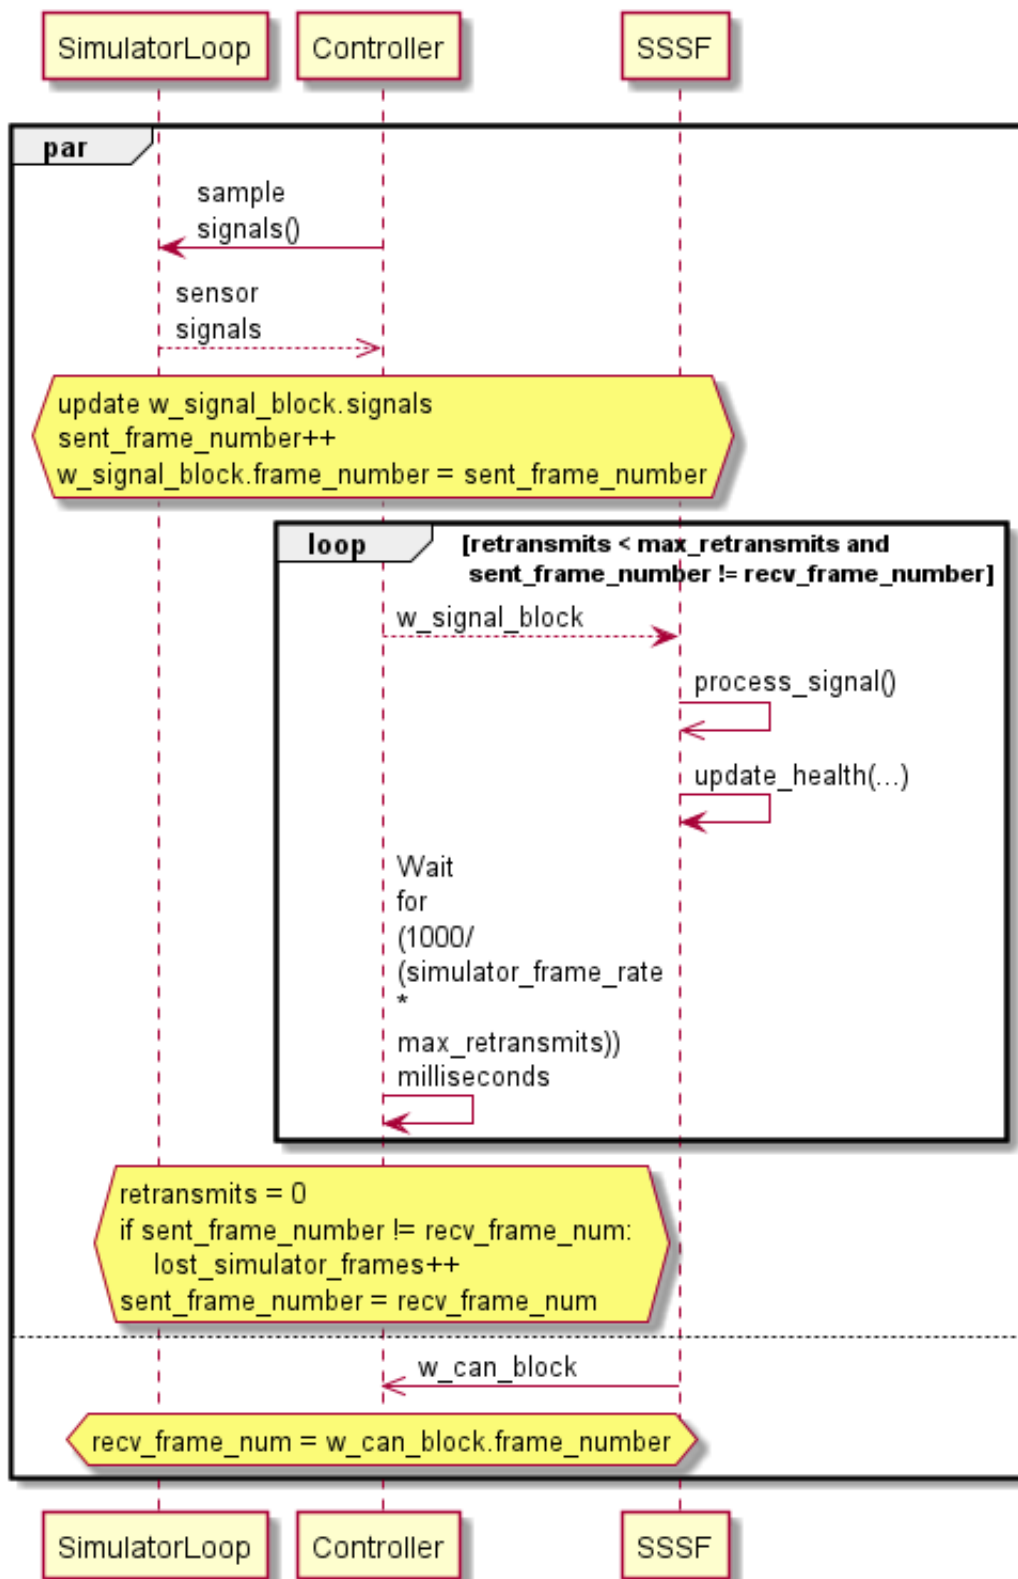 SimulatorLoop
Controller
SSSF
par
sample
signals()
sensor
signals
update w_signal_block.signals
sent_frame_number++
w_signal_block.frame_number = sent_frame_number
loop
[retransmits < max_retransmits and
sent_frame_number != recv_frame_number]
w_signal_block
process_signal()
update_health(...)
Wait
for
(1000/
(simulator_frame_rate
*
max_retransmits))
milliseconds
retransmits = 0
if sent_frame_number != recv_frame_num:
lost_simulator_frames++
sent_frame_number = recv_frame_num
w_can_block
recv_frame_num = w_can_block.frame_number
SimulatorLoop
Controller
SSSF